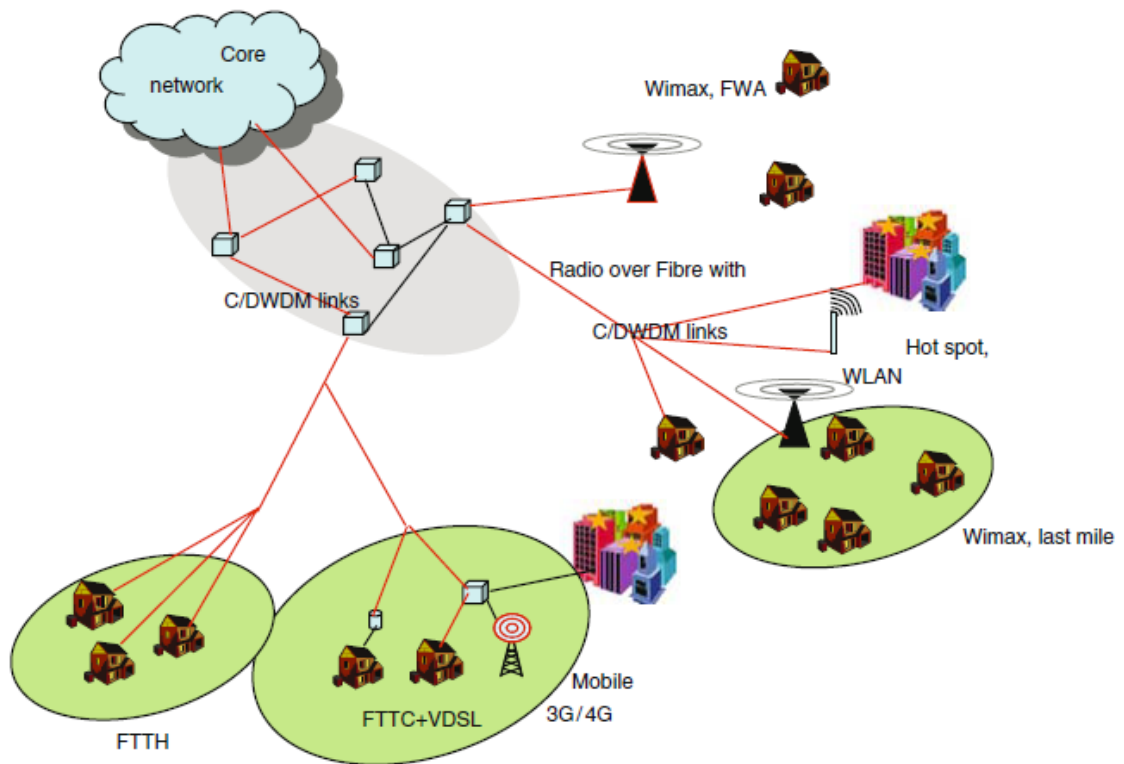 Core
network
Wimax, FWA
Radio over Fibre with
C/DWDM links
C/DWDM links
Hot spot,
WLAN
Wimax, last mile
Mobile
3G/4G
FTTC+VDSL
FTTH